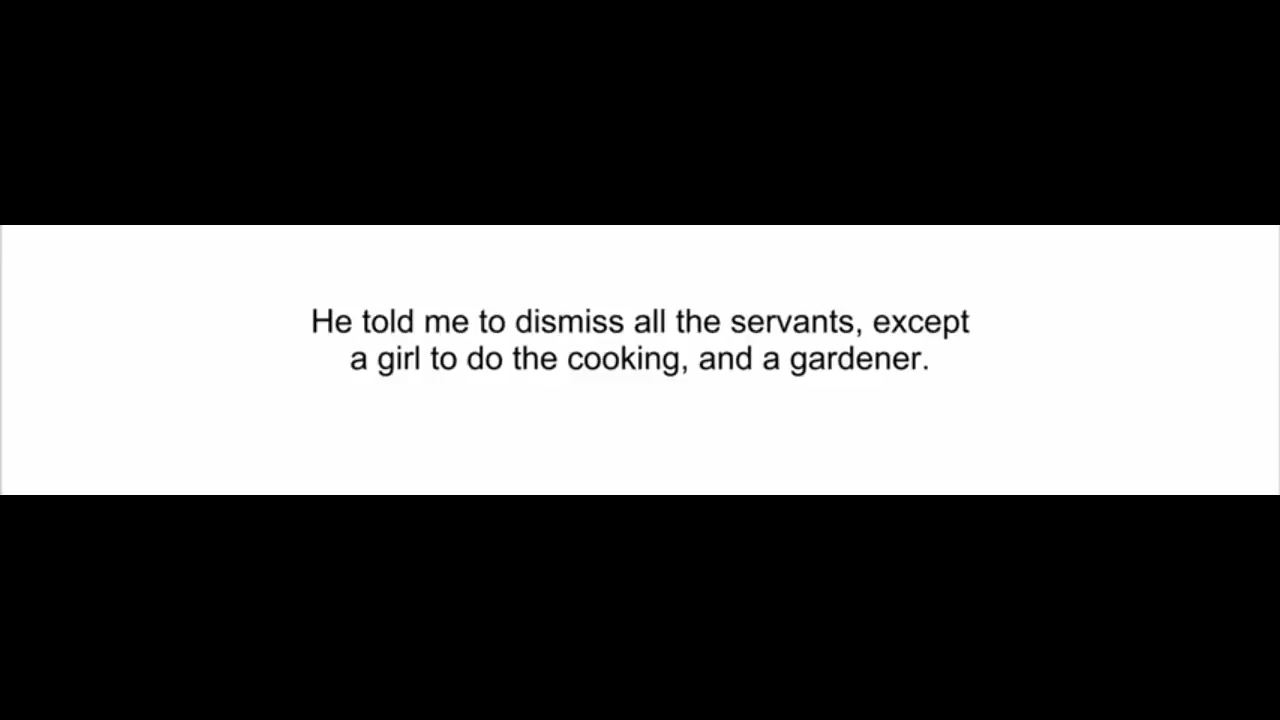 He told me to dismiss all the servants, except
a girl to do the cooking, and a gardener.